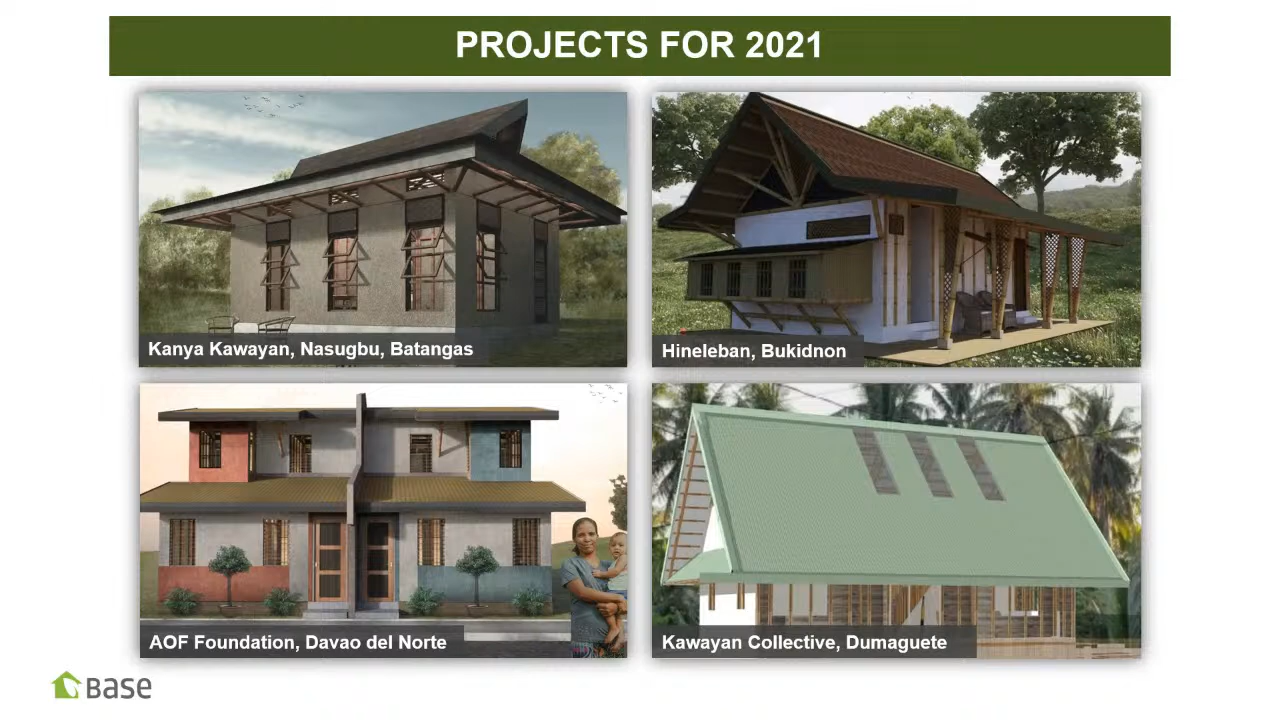 PROJECTS FOR 2021
Kanya Kawayan, Nasugbu, Batangas
Hineleban, Bukidnon
AOF Foundation, Davao del Norte
Kawayan Collective, Dumaguete
BASE